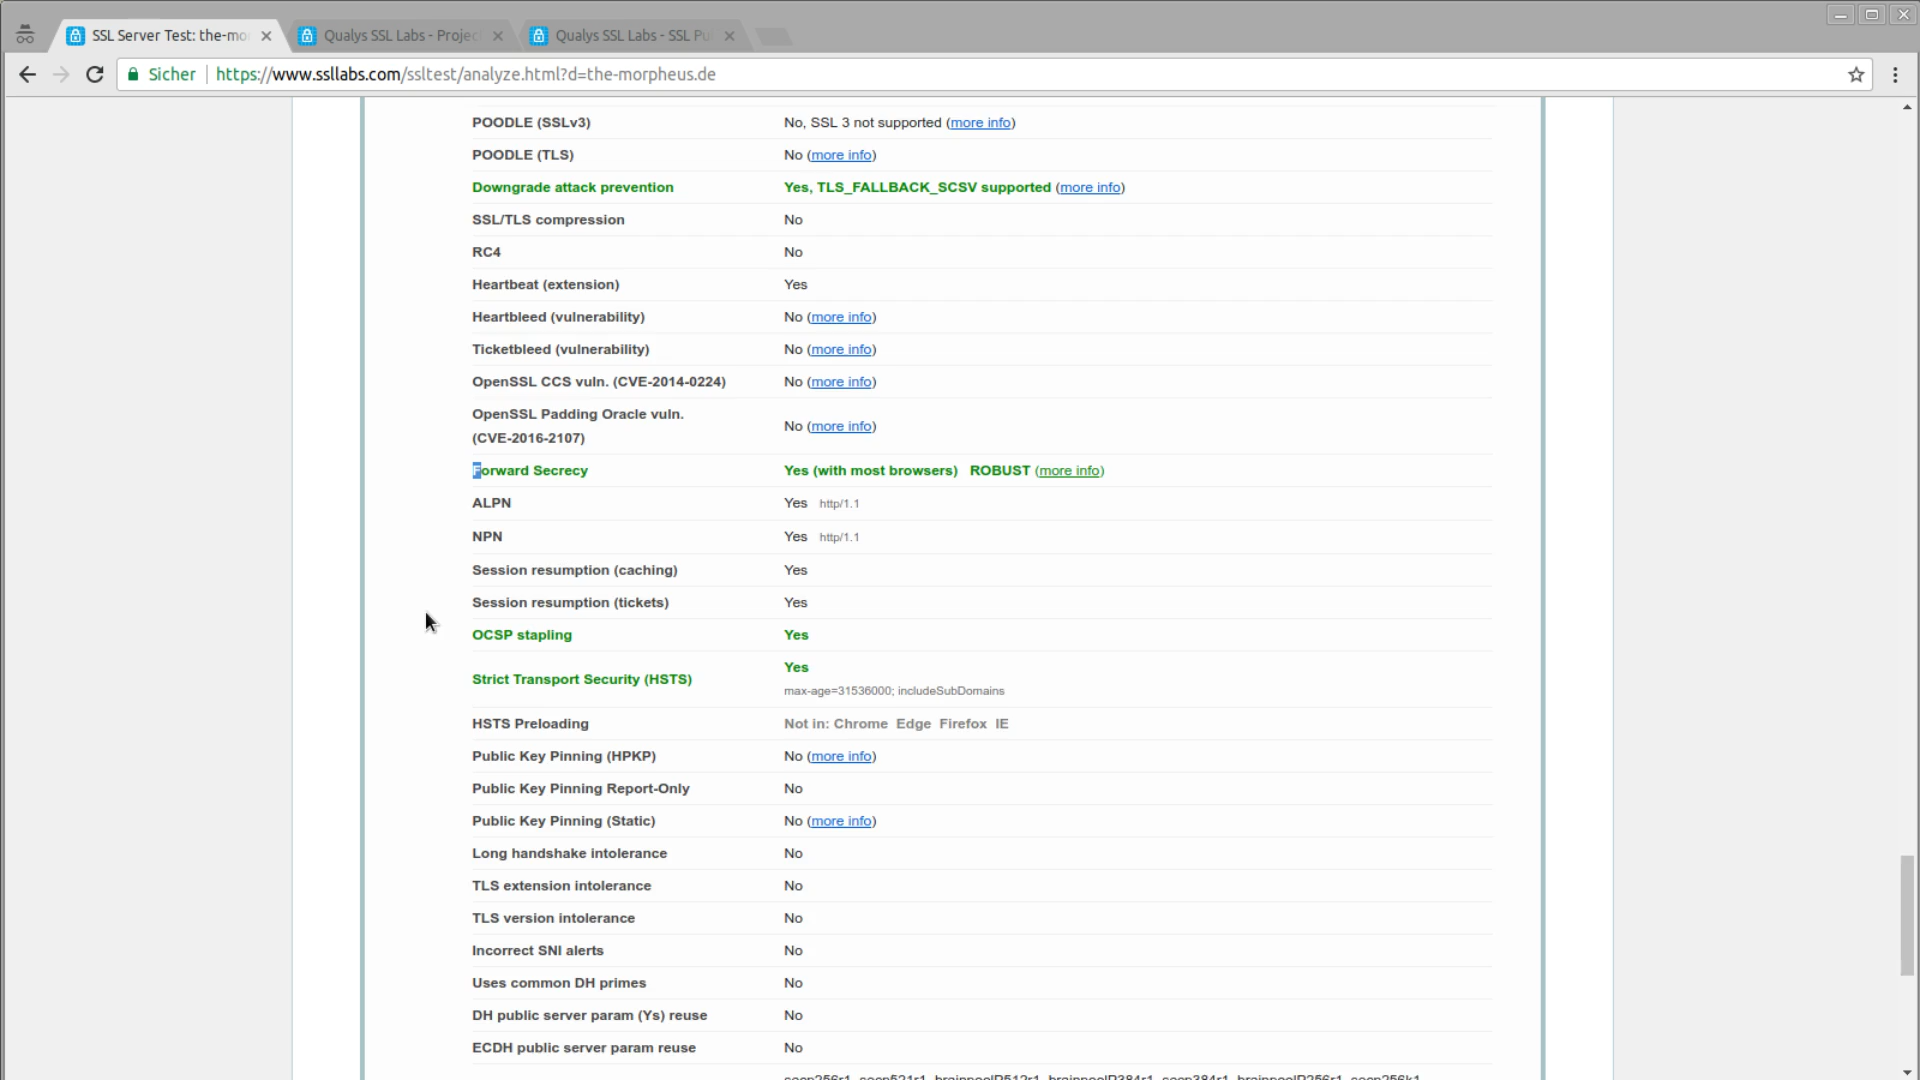 SSL Server Test: the-mo
Qualys SSL Labs - Projec
Qualys SSL Labs - SSL Pu
Sicher
https://www.ssllabs.com/ssltest/analyze.html?d=the-morpheus.de
POODLE (SSLv3) No, SSL 3 not supported (more info)
POODLE (TLS) No (more info)
Downgrade attack prevention Yes, TLS_FALLBACK_SCSV supported (more info)
SSL/TLS compression No
RC4 No
Heartbeat (extension) Yes
Heartbleed (vulnerability) No (more info)
Ticketbleed (vulnerability) No (more info)
OpenSSL CCS vuln. (CVE-2014-0224) No (more info)
OpenSSL Padding Oracle vuln.
(CVE-2016-2107) No (more info)
Forward Secrecy Yes (with most browsers) ROBUST (more info)
ALPN Yes http/1.1
NPN Yes http/1.1
Session resumption (caching) Yes
Session resumption (tickets) Yes
OCSP stapling Yes
Strict Transport Security (HSTS) Yes
max-age=31536000; includeSubDomains
HSTS Preloading Not in: Chrome Edge Firefox IE
Public Key Pinning (HPKP) No (more info)
Public Key Pinning Report-Only No
Public Key Pinning (Static) No (more info)
Long handshake intolerance No
TLS extension intolerance No
TLS version intolerance No
Incorrect SNI alerts No
Uses common DH primes No
DH public server param (Ys) reuse No
ECDH public server param reuse No
secp256r1, secp521r1, brainpoolP512r1, brainpoolP384r1, secp384r1, brainpoolP256r1, secp256k1,